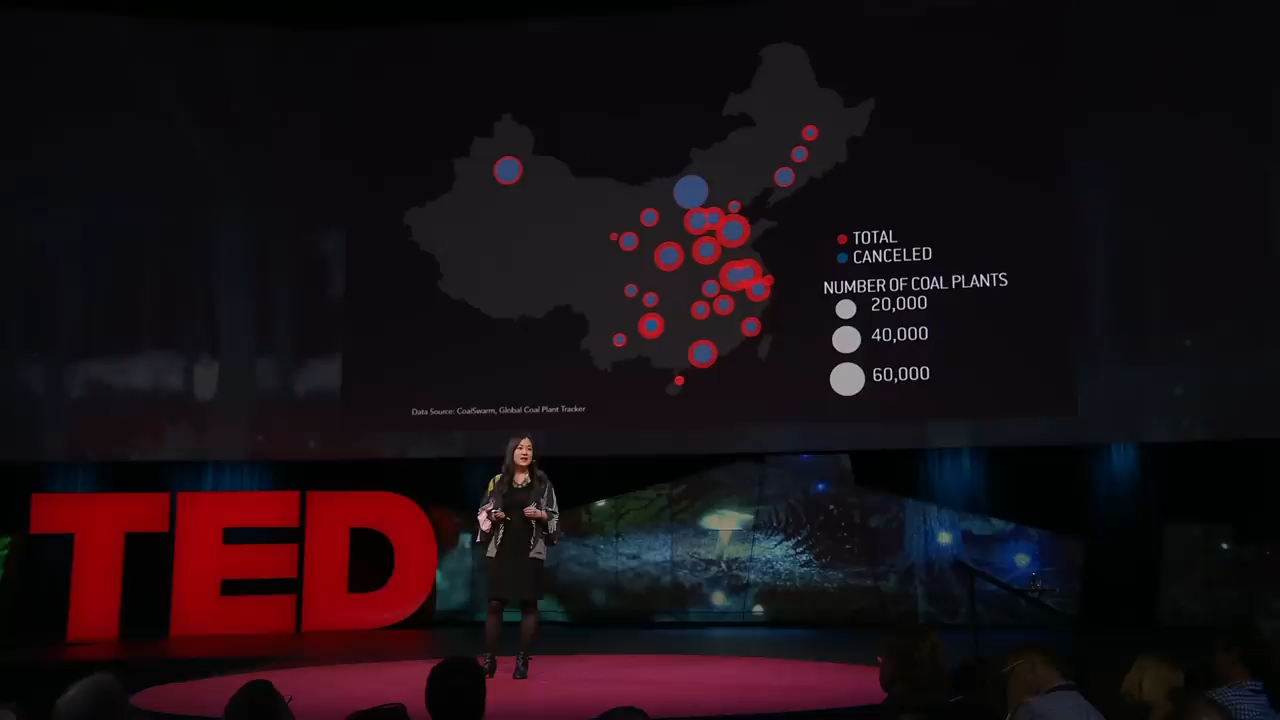 TOTAL
CANCELED
NUMBER OF COAL PLANTS
20,000
40,000
60,000
Data Source: CoalSwarm, Global Coal Plant Tracker
TED